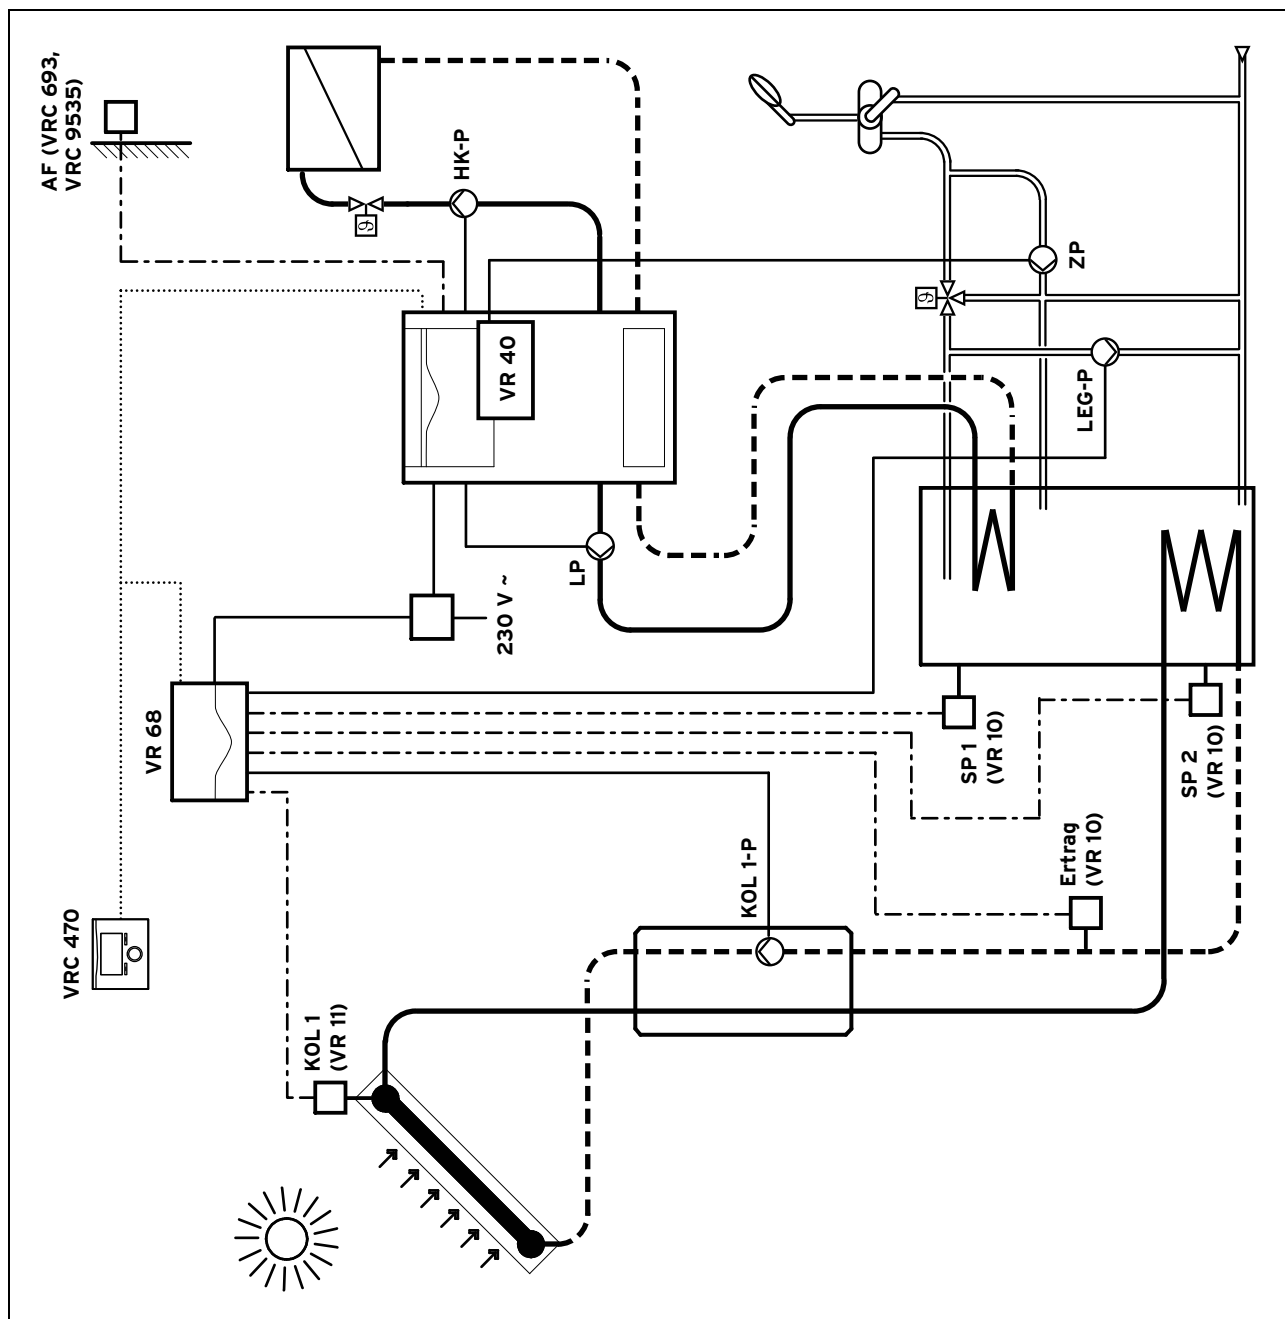 AF (VRC 693,
VRC 9535)
HK-P
VR 40
ZP
LEG-P
LP
230 V ~
VR 68
SP 1
(VR 10)
SP 2
(VR 10)
Ertrag
(VR 10)
KOL 1-P
VRC 470
KOL 1
(VR 11)
ϑ
ϑ